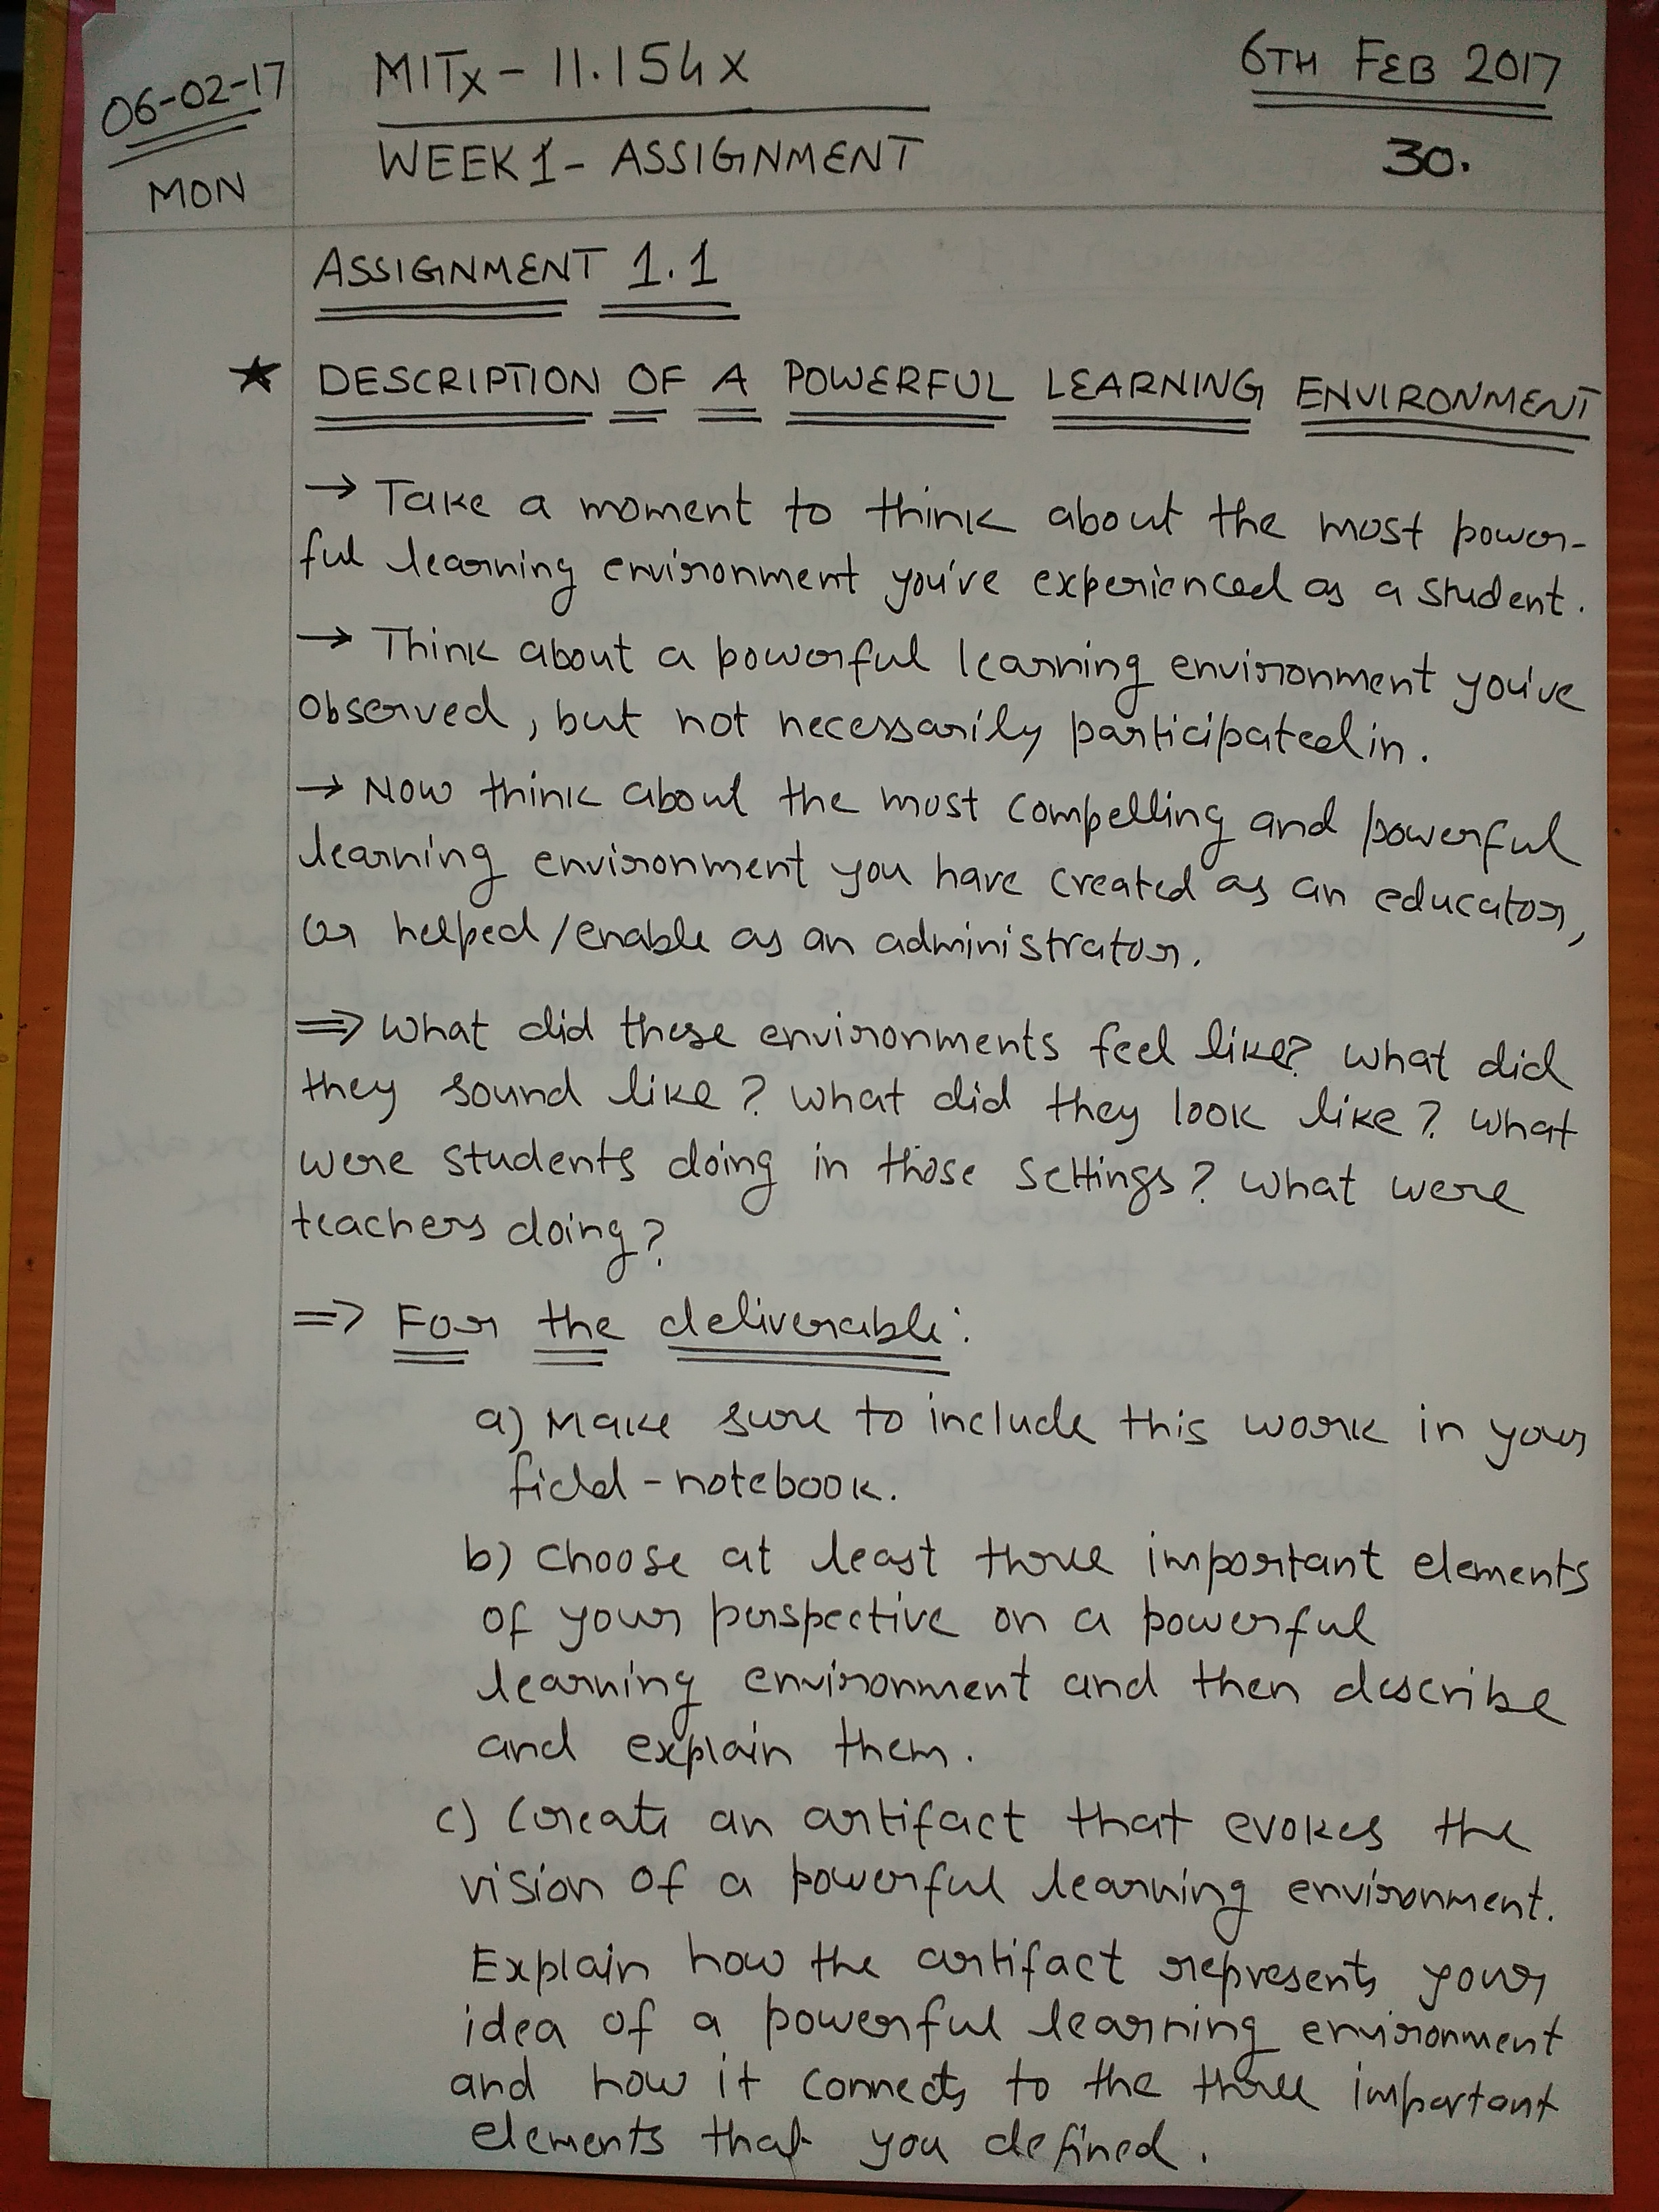 06-02-17
MON
MITx - 11.154x
WEEK 1 - ASSIGNMENT
6TH FEB 2017
30.
ASSIGNMENT 1.1
★ DESCRIPTION OF A POWERFUL LEARNING ENVIRONMENT
→ Take a moment to think about the most power-
ful learning environment you've experienced as a student.
→ Think about a powerful learning environment you've
observed, but not necessarily participated in.
→ Now think about the most compelling and powerful
learning environment you have created as an educator,
or helped/enable as an administrator.
⇒ What did these environments feel like? What did
they sound like? What did they look like? What
were students doing in those settings? What were
teachers doing?
⇒ For the deliverable:
a) Make sure to include this work in your
field-notebook.
b) Choose at least three important elements
of your perspective on a powerful
learning environment and then describe
and explain them.
c) Create an artifact that evokes the
vision of a powerful learning environment.
Explain how the artifact represents your
idea of a powerful learning environment
and how it connects to the three important
elements that you defined.